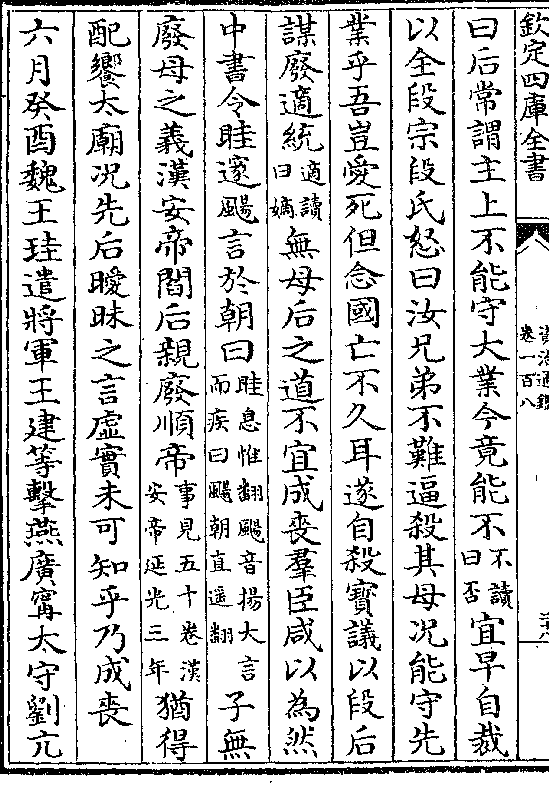 欽定四庫全書
資治通鑑
卷一百八
曰后常謂主上不能守大業今竟能不不讀曰否宜早自裁
以全段宗段氏怒曰汝兄弟不難逼殺其母况能守先
業乎吾豈愛死但念國亡不久耳遂自殺寳議以段后
謀廢適統適讀曰嫡無母后之道不宜成喪羣臣咸以為然
中書令眭邃颺言於朝曰眭息惟翻颺音揚大言而疾曰颺朝直遥翻子無
廢母之義漢安帝閻后親廢順帝事見五十卷漢安帝延光三年猶得
配饗太廟况先后曖昧之言虚實未可知乎乃成喪
六月癸酉魏王珪遣將軍王建等擊燕廣甯太守劉亢